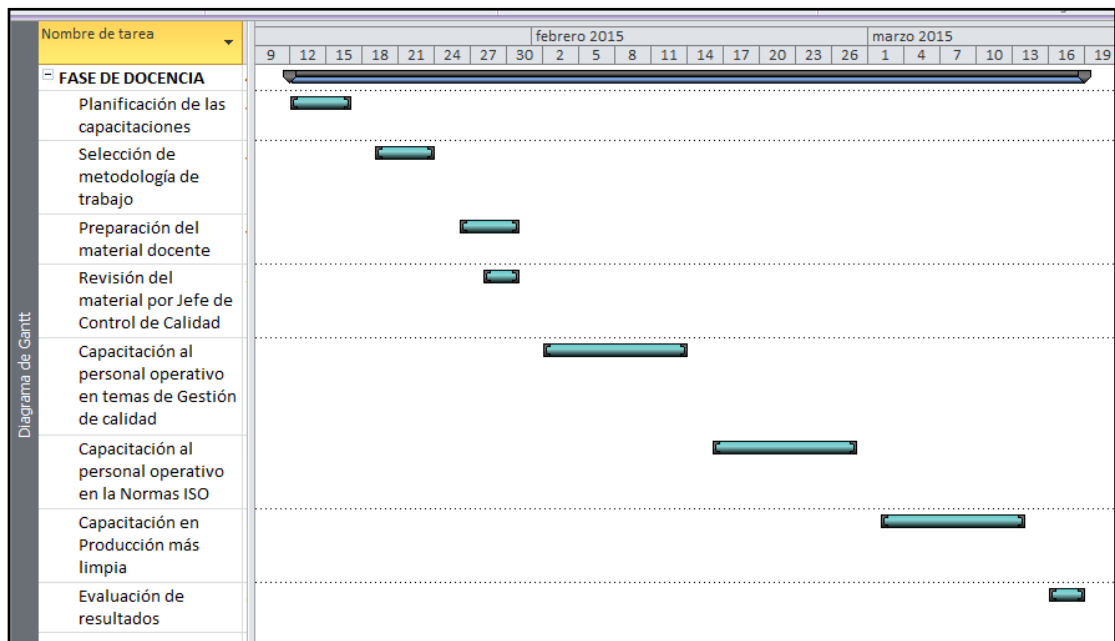 Nombre de tarea
febrero 2015 marzo 2015
9 12 15 18 21 24 27 30 2 5 8 11 14 17 20 23 26 1 4 7 10 13 16 19
FASE DE DOCENCIA
Planificación de las
capacitaciones
Selección de
metodología de
trabajo
Preparación del
material docente
Revisión del
material por Jefe de
Control de Calidad
Capacitación al
personal operativo
en temas de Gestión
de calidad
Capacitación al
personal operativo
en la Normas ISO
Capacitación en
Producción más
limpia
Evaluación de
resultados
Diagrama de Gantt